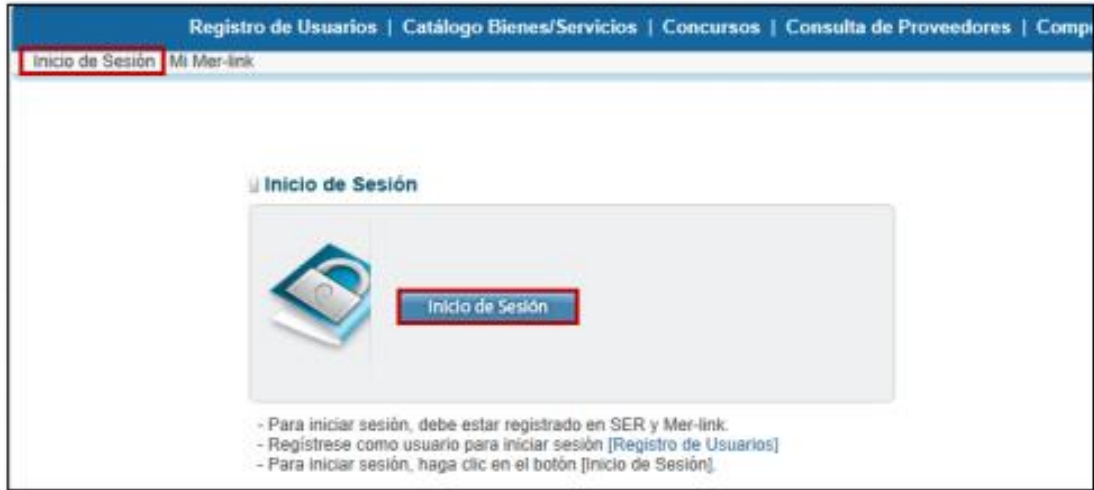 Registro de Usuarios | Catálogo Bienes/Servicios | Concursos | Consulta de Proveedores |
Inicio de Sesión Mi Mer-link
Inicio de Sesión
Inicio de Sesión
- Para iniciar sesión, debe estar registrado en SER y Mer-link.
- Regístrese como usuario para iniciar sesión [Registro de Usuarios]
- Para iniciar sesión, haga clic en el botón [Inicio de Sesión].